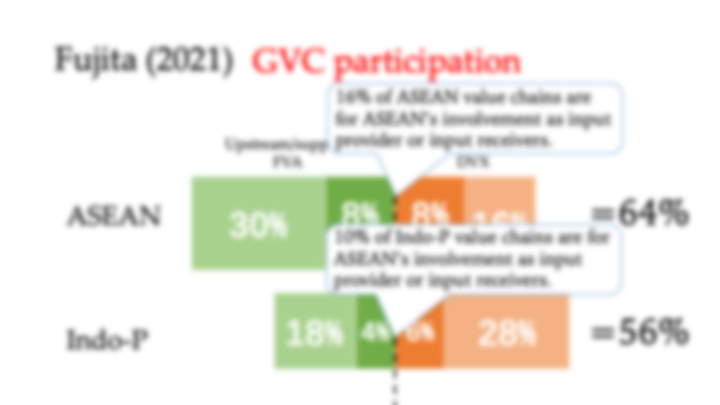 Fujita (2021) GVC participation
16% of ASEAN value chains are
for ASEAN's involvement as input
provider or input receivers.
FVA DVX
ASEAN 30% 8% 8% 16% =64%
10% of Indo-P value chains are for
ASEAN's involvement as input
provider or input receivers.
Indo-P 18% 4% 6% 28% =56%